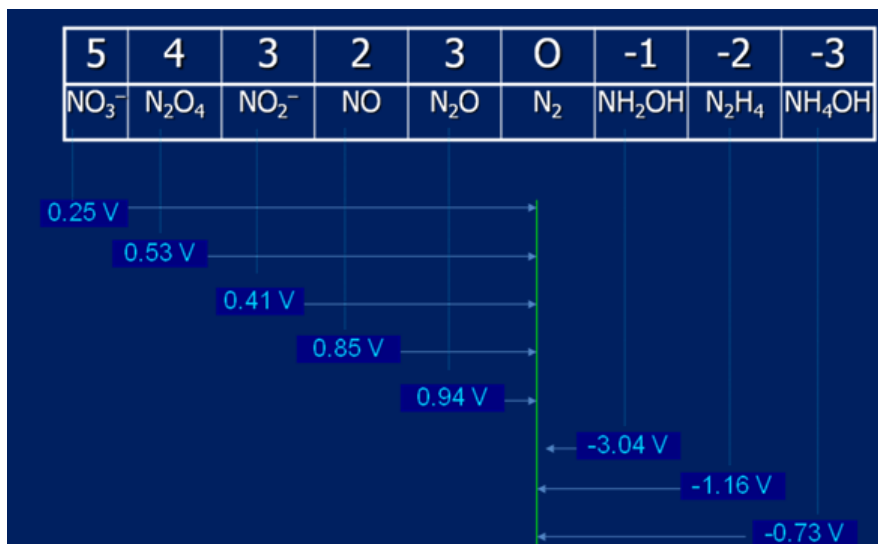 5 4 3 2 3 0 -1 -2 -3
NO₃⁻ N₂O₄ NO₂⁻ NO N₂O N₂ NH₂OH N₂H₄ NH₄OH
0.25 V
0.53 V
0.41 V
0.85 V
0.94 V
-3.04 V
-1.16 V
-0.73 V